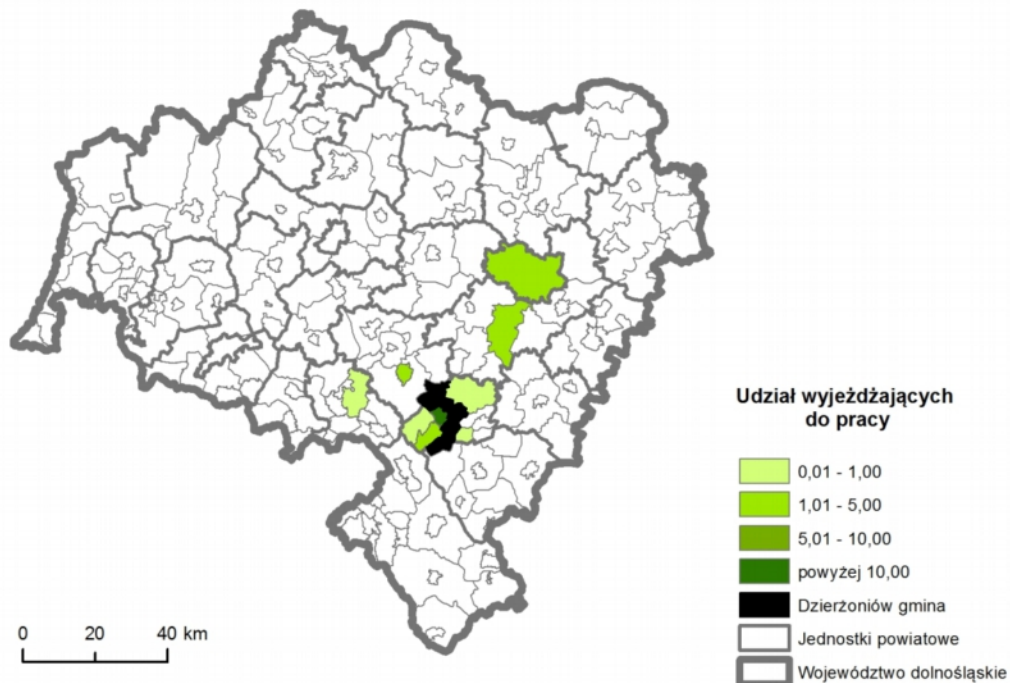 Udział wyjeżdżających
do pracy
0,01 - 1,00
1,01 - 5,00
5,01 - 10,00
powyżej 10,00
Dzierżoniów gmina
Jednostki powiatowe
Województwo dolnośląskie
0 20 40 km